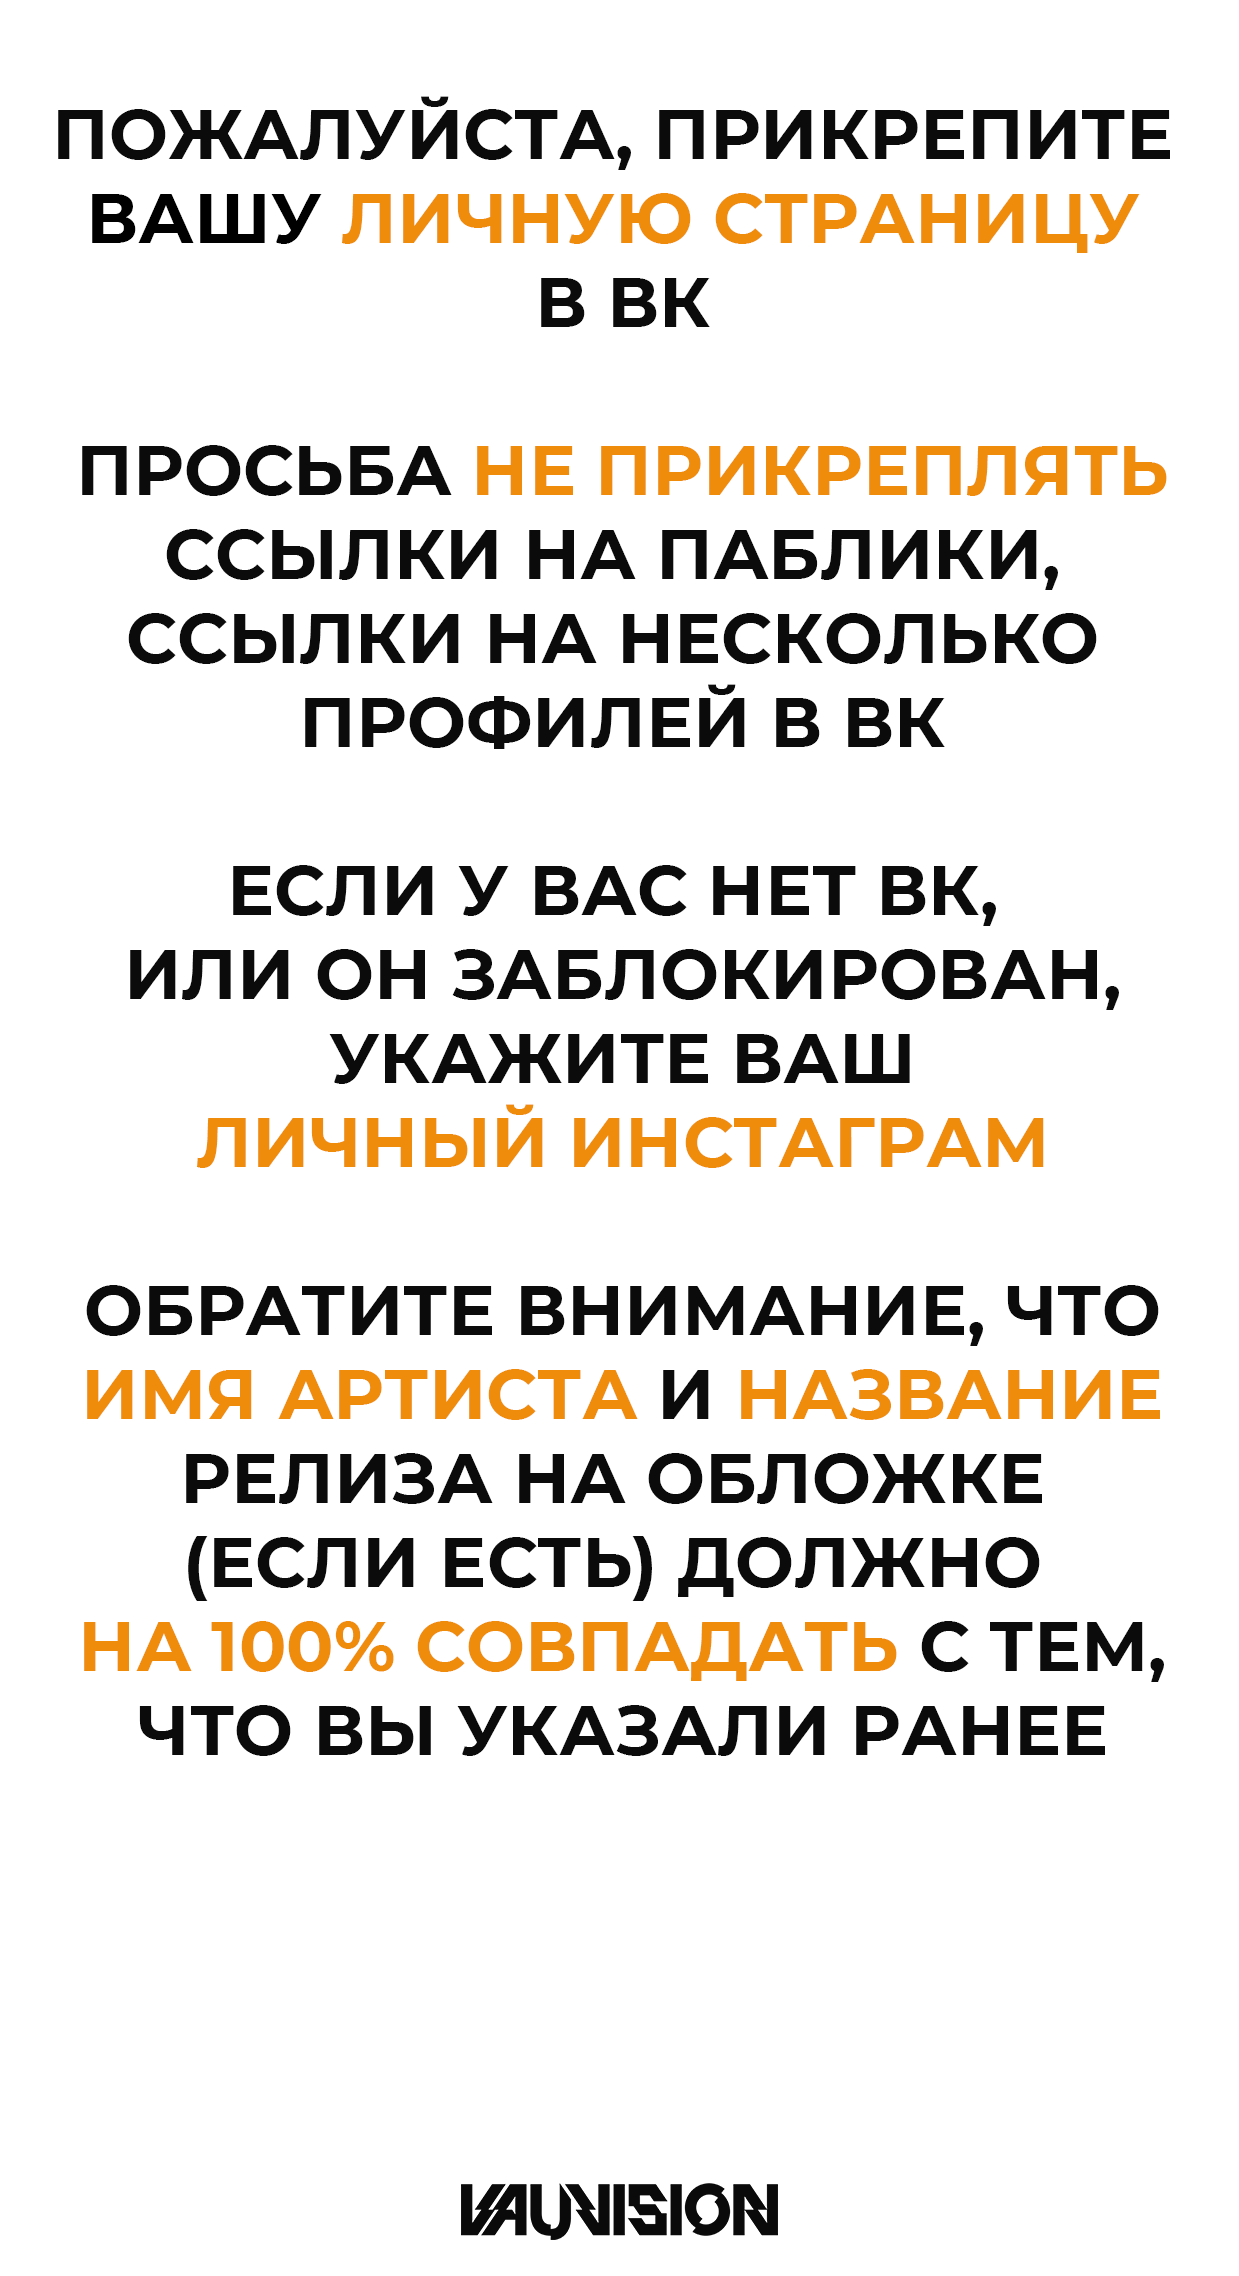 ПОЖАЛУЙСТА, ПРИКРЕПИТЕ
ВАШУ ЛИЧНУЮ СТРАНИЦУ
В ВК
ПРОСЬБА НЕ ПРИКРЕПЛЯТЬ
ССЫЛКИ НА ПАБЛИКИ,
ССЫЛКИ НА НЕСКОЛЬКО
ПРОФИЛЕЙ В ВК
ЕСЛИ У ВАС НЕТ ВК,
ИЛИ ОН ЗАБЛОКИРОВАН,
УКАЖИТЕ ВАШ
ЛИЧНЫЙ ИНСТАГРАМ
ОБРАТИТЕ ВНИМАНИЕ, ЧТО
ИМЯ АРТИСТА И НАЗВАНИЕ
РЕЛИЗА НА ОБЛОЖКЕ
(ЕСЛИ ЕСТЬ) ДОЛЖНО
НА 100% СОВПАДАТЬ С ТЕМ,
ЧТО ВЫ УКАЗАЛИ РАНЕЕ
VAUVISION